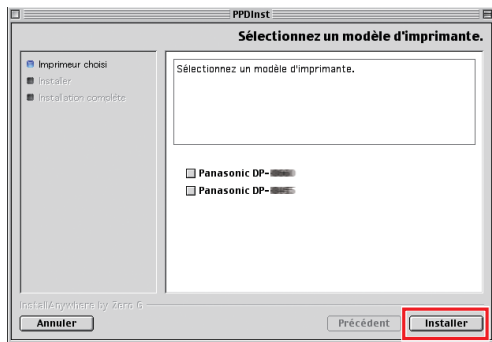 PPDInst
Sélectionnez un modèle d'imprimante.
Imprimeur choisi
Installer
Installation complète
Sélectionnez un modèle d'imprimante.
Panasonic DP-
Panasonic DP-
InstallAnywhere by Zero G
Annuler
Précédent
Installer